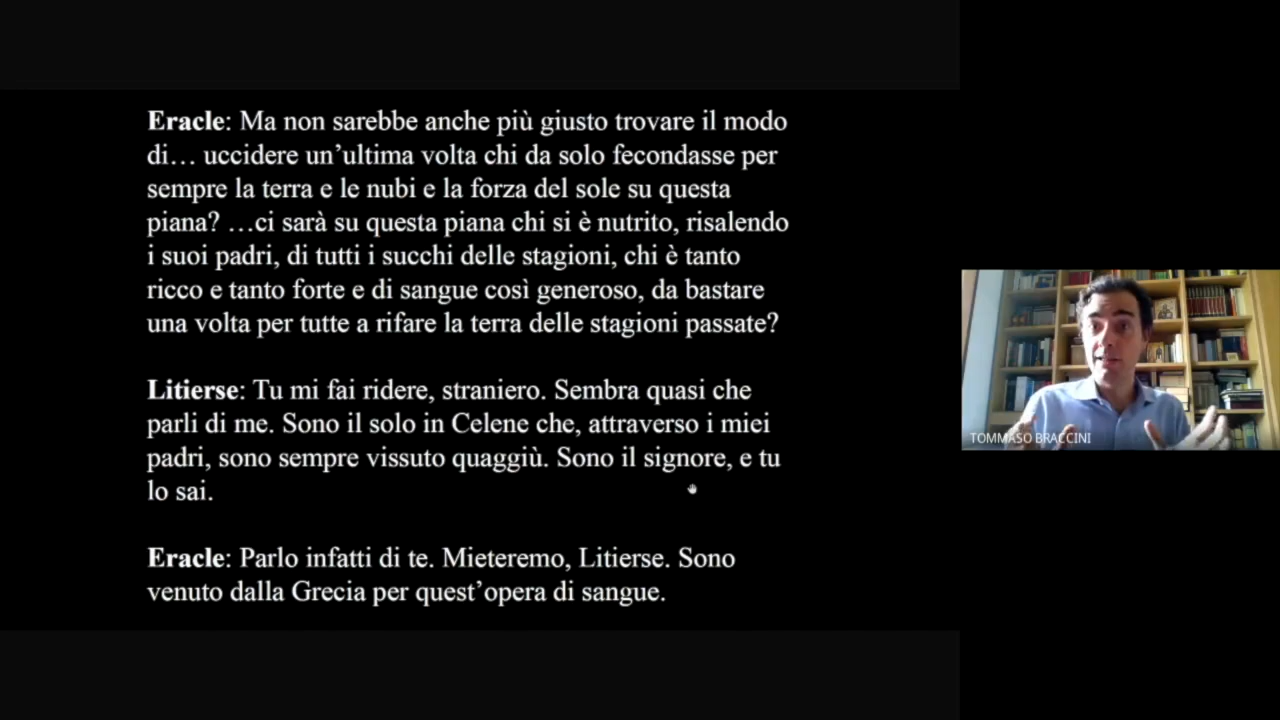 Eracle: Ma non sarebbe anche più giusto trovare il modo
di… uccidere un’ultima volta chi da solo fecondasse per
sempre la terra e le nubi e la forza del sole su questa
piana? …ci sarà su questa piana chi si è nutrito, risalendo
i suoi padri, di tutti i succhi delle stagioni, chi è tanto
ricco e tanto forte e di sangue così generoso, da bastare
una volta per tutte a rifare la terra delle stagioni passate?
Litierse: Tu mi fai ridere, straniero. Sembra quasi che
parli di me. Sono il solo in Celene che, attraverso i miei
padri, sono sempre vissuto quaggiù. Sono il signore, e tu
lo sai.
Eracle: Parlo infatti di te. Mieteremo, Litierse. Sono
venuto dalla Grecia per quest’opera di sangue.
TOMMASO BRACCINI